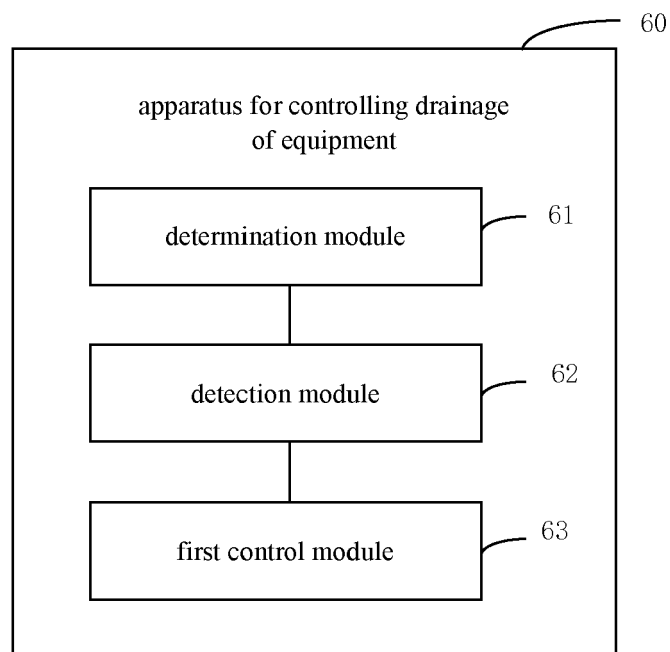 60
apparatus for controlling drainage
of equipment
determination module
61
detection module
62
first control module
63